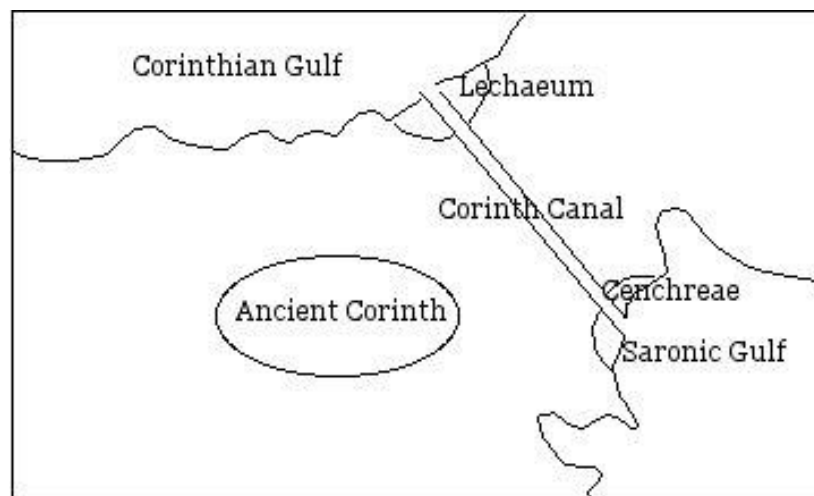 Corinthian Gulf
Lechaeum
Corinth Canal
Cenchreae
Ancient Corinth
Saronic Gulf